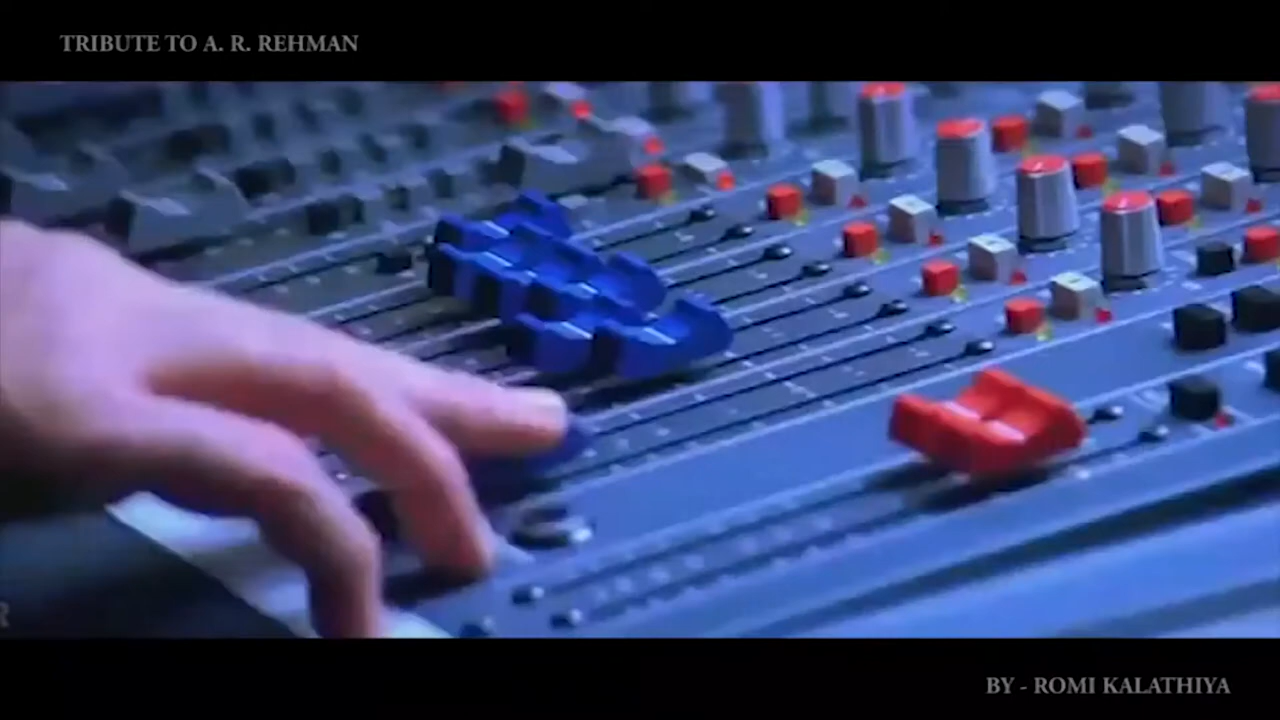 TRIBUTE TO A. R. REHMAN
BY - ROMI KALATHIYA